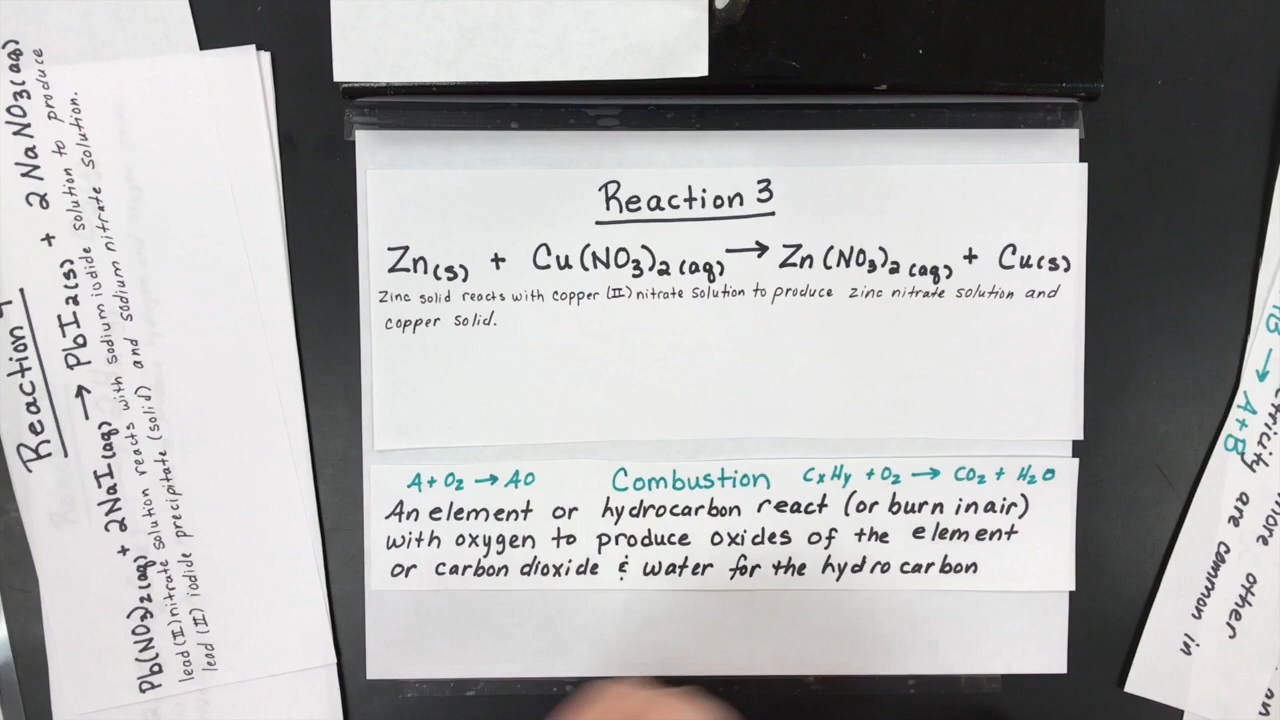 Reaction 4
Pb(NO3)2(aq) + 2NaI(aq) → PbI2(s) + 2NaNO3(aq)
lead (II) nitrate solution reacts with sodium iodide solution to produce
lead (II) iodide precipitate (solid) and sodium nitrate solution.
Reaction 3
Zn(s) + Cu(NO3)2(aq) → Zn(NO3)2(aq) + Cu(s)
Zinc solid reacts with copper (II) nitrate solution to produce zinc nitrate solution and
copper solid.
A + O2 → AO Combustion CxHy + O2 → CO2 + H2O
An element or hydrocarbon react (or burn in air)
with oxygen to produce oxides of the element
or carbon dioxide & water for the hydrocarbon
→ A+B
other
are common in